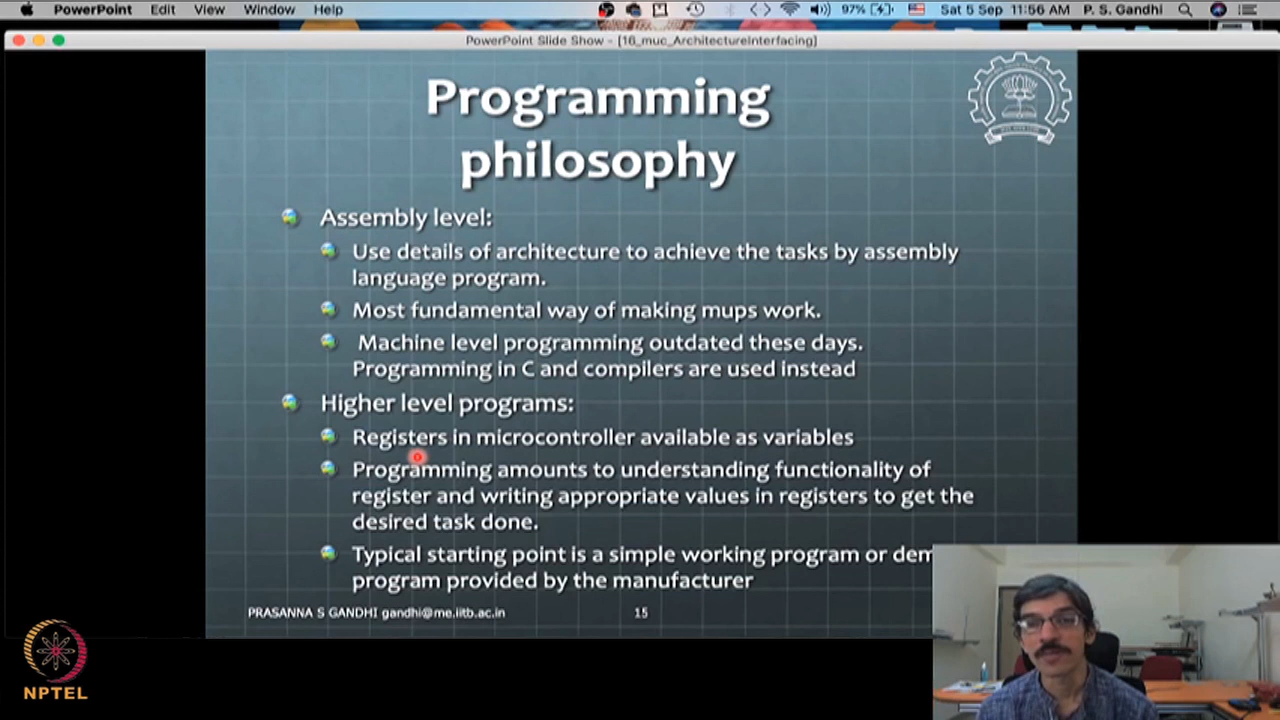 PowerPoint Edit View Window Help 97% Sat 5 Sep 11:56 AM P. S. Gandhi
PowerPoint Slide Show - [16_muc_ArchitectureInterfacing]
Programming
philosophy
Assembly level:
Use details of architecture to achieve the tasks by assembly
language program.
Most fundamental way of making mups work.
Machine level programming outdated these days.
Programming in C and compilers are used instead
Higher level programs:
Registers in microcontroller available as variables
Programming amounts to understanding functionality of
register and writing appropriate values in registers to get the
desired task done.
Typical starting point is a simple working program or dem
program provided by the manufacturer
PRASANNA S GANDHI gandhi@me.iitb.ac.in 15
NPTEL